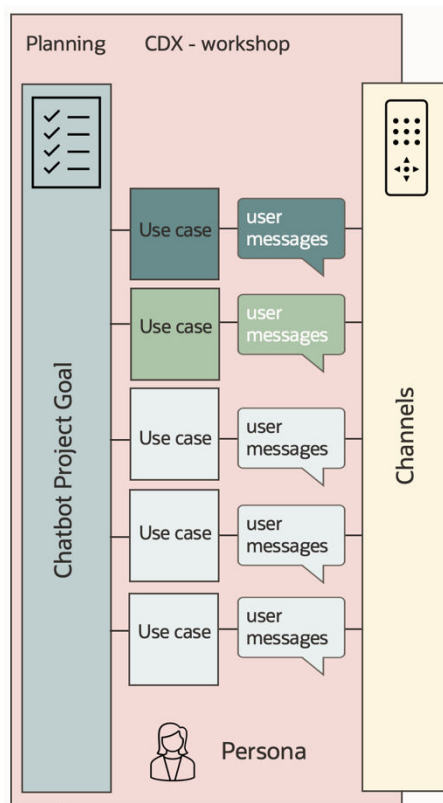 Planning
CDX - workshop
Chatbot Project Goal
Use case
user
messages
Use case
user
messages
Use case
user
messages
Use case
user
messages
Use case
user
messages
Channels
Persona